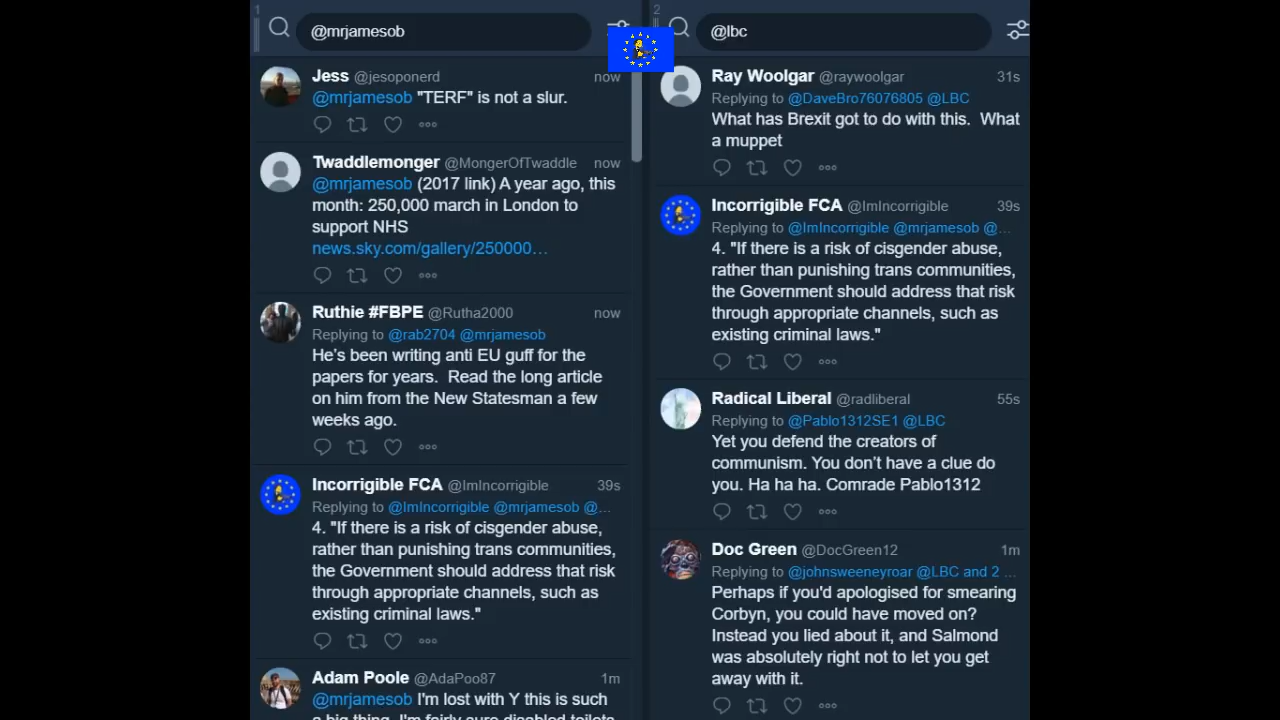 1
@mrjamesob
Jess @jesoponerd now
@mrjamesob "TERF" is not a slur.
Twaddlemonger @MongerOfTwaddle now
@mrjamesob (2017 link) A year ago, this
month: 250,000 march in London to
support NHS
news.sky.com/gallery/250000…
Ruthie #FBPE @Rutha2000 now
Replying to @rab2704 @mrjamesob
He's been writing anti EU guff for the
papers for years.  Read the long article
on him from the New Statesman a few
weeks ago.
Incorrigible FCA @ImIncorrigible 39s
Replying to @ImIncorrigible @mrjamesob @…
4. "If there is a risk of cisgender abuse,
rather than punishing trans communities,
the Government should address that risk
through appropriate channels, such as
existing criminal laws."
Adam Poole @AdaPoo87 1m
@mrjamesob I'm lost with Y this is such
a big thing. I'm fairly sure disabled toilets
2
@lbc
Ray Woolgar @raywoolgar 31s
Replying to @DaveBro76076805 @LBC
What has Brexit got to do with this.  What
a muppet
Incorrigible FCA @ImIncorrigible 39s
Replying to @ImIncorrigible @mrjamesob @…
4. "If there is a risk of cisgender abuse,
rather than punishing trans communities,
the Government should address that risk
through appropriate channels, such as
existing criminal laws."
Radical Liberal @radliberal 55s
Replying to @Pablo1312SE1 @LBC
Yet you defend the creators of
communism. You don't have a clue do
you. Ha ha ha. Comrade Pablo1312
Doc Green @DocGreen12 1m
Replying to @johnsweeneyroar @LBC and 2 …
Perhaps if you'd apologised for smearing
Corbyn, you could have moved on?
Instead you lied about it, and Salmond
was absolutely right not to let you get
away with it.